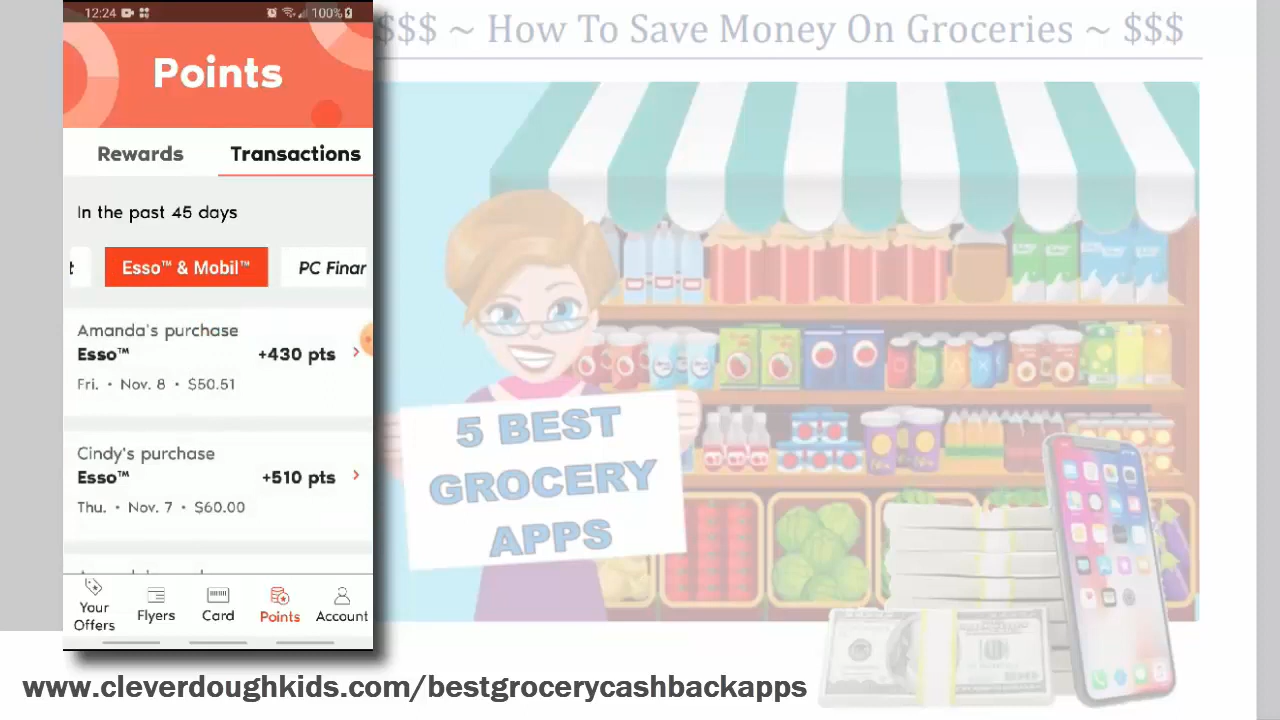 12:24
100%
Points
Rewards Transactions
In the past 45 days
t Esso™ & Mobil™ PC Finar
Amanda's purchase
Esso™ +430 pts
Fri. • Nov. 8 • $50.51
Cindy's purchase
Esso™ +510 pts
Thu. • Nov. 7 • $60.00
Your Offers
Flyers
Card
Points
Account
$$$ ~ How To Save Money On Groceries ~ $$$
5 BEST
GROCERY
APPS
www.cleverdoughkids.com/bestgrocerycashbackapps